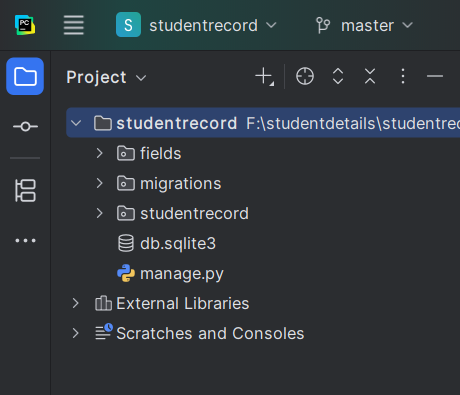 PC S studentrecord master
Project
studentrecord F:\studentdetails\studentrec
fields
migrations
studentrecord
db.sqlite3
manage.py
External Libraries
Scratches and Consoles